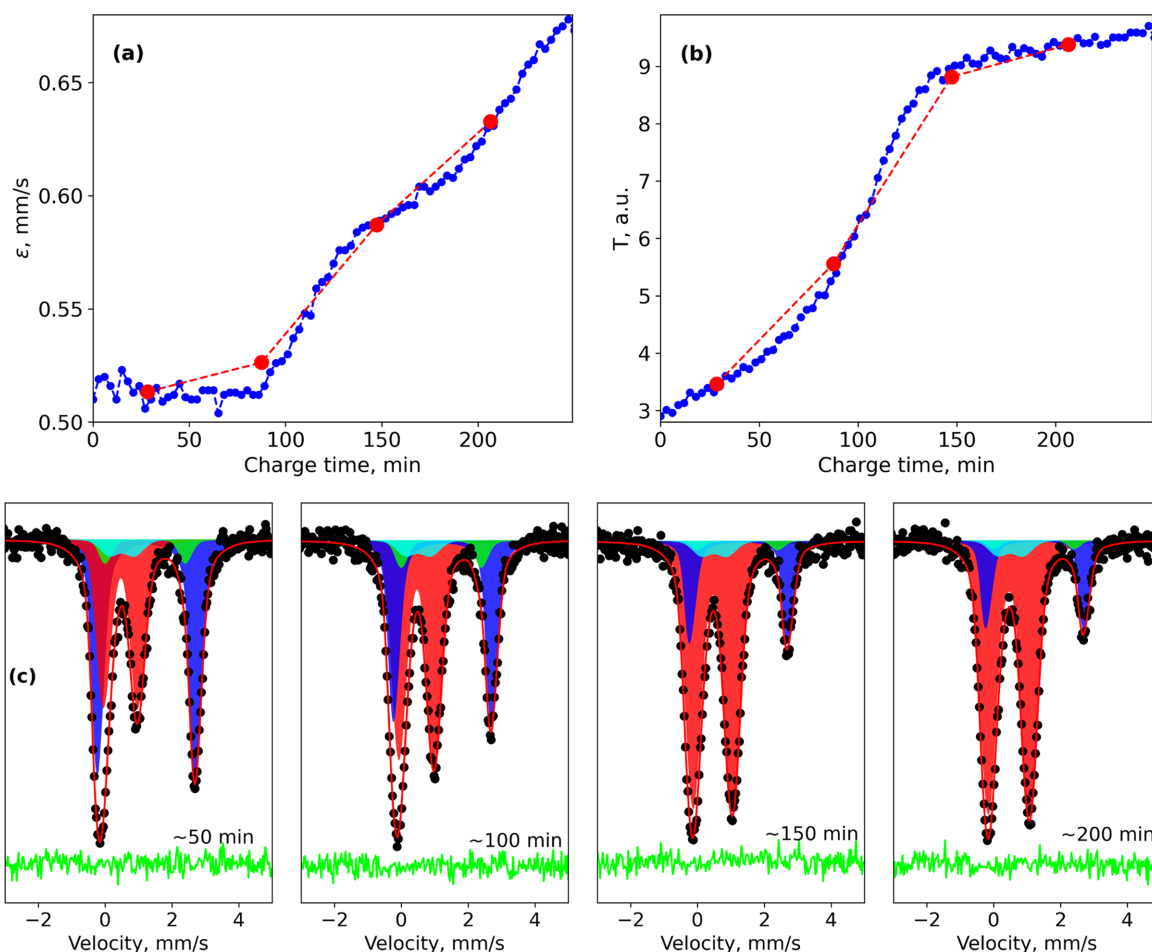 (a)
ε, mm/s
0.65
0.60
0.55
0.50
0 50 100 150 200
Charge time, min
(b)
T, a.u.
9
8
7
6
5
4
3
0 50 100 150 200
Charge time, min
(c)
~50 min
−2 0 2 4
Velocity, mm/s
~100 min
−2 0 2 4
Velocity, mm/s
~150 min
−2 0 2 4
Velocity, mm/s
~200 min
−2 0 2 4
Velocity, mm/s